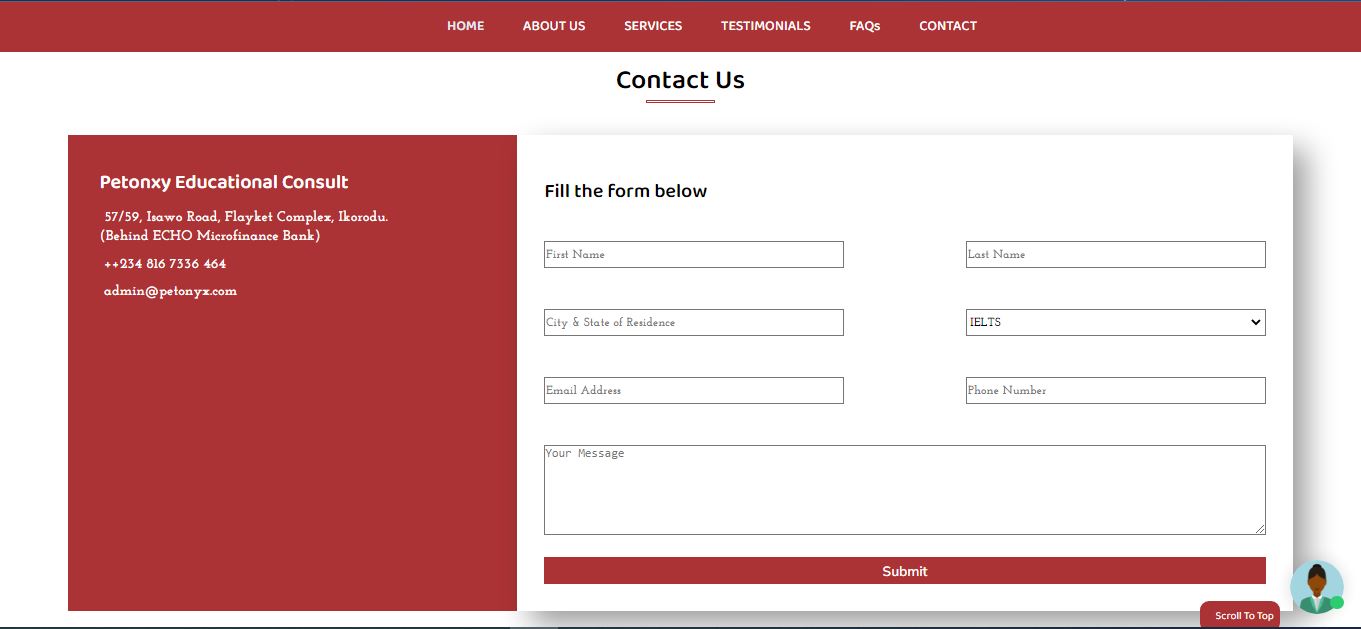 HOME ABOUT US SERVICES TESTIMONIALS FAQs CONTACT
Contact Us
Petonxy Educational Consult
57/59, Isawo Road, Flayket Complex, Ikorodu.
(Behind ECHO Microfinance Bank)
++234 816 7336 464
admin@petonyx.com
Fill the form below
First Name Last Name
City & State of Residence IELTS
Email Address Phone Number
Your Message
Submit
Scroll To Top